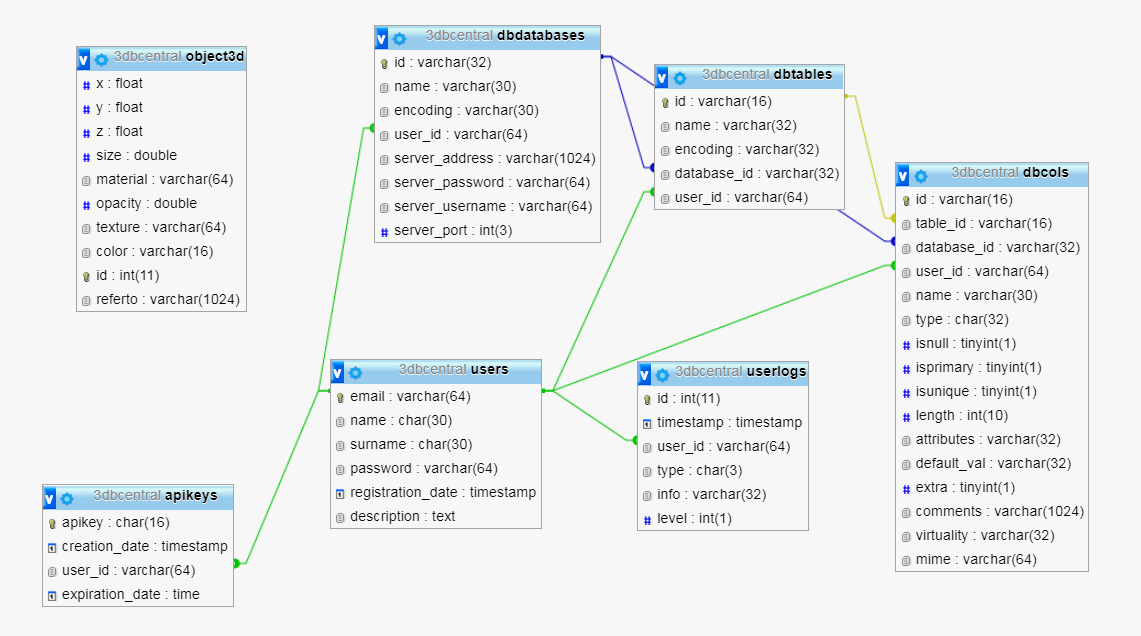 3dbcentral object3d
x : float
y : float
z : float
size : double
material : varchar(64)
opacity : double
texture : varchar(64)
color : varchar(16)
id : int(11)
referto : varchar(1024)
3dbcentral dbdatabases
id : varchar(32)
name : varchar(30)
encoding : varchar(30)
user_id : varchar(64)
server_address : varchar(1024)
server_password : varchar(64)
server_username : varchar(64)
server_port : int(3)
3dbcentral dbtables
id : varchar(16)
name : varchar(32)
encoding : varchar(32)
database_id : varchar(32)
user_id : varchar(64)
3dbcentral dbcols
id : varchar(16)
table_id : varchar(16)
database_id : varchar(32)
user_id : varchar(64)
name : varchar(30)
type : char(32)
isnull : tinyint(1)
isprimary : tinyint(1)
isunique : tinyint(1)
length : int(10)
attributes : varchar(32)
default_val : varchar(32)
extra : tinyint(1)
comments : varchar(1024)
virtuality : varchar(32)
mime : varchar(64)
3dbcentral users
email : varchar(64)
name : char(30)
surname : char(30)
password : varchar(64)
registration_date : timestamp
description : text
3dbcentral userlogs
id : int(11)
timestamp : timestamp
user_id : varchar(64)
type : char(3)
info : varchar(32)
level : int(1)
3dbcentral apikeys
apikey : char(16)
creation_date : timestamp
user_id : varchar(64)
expiration_date : time